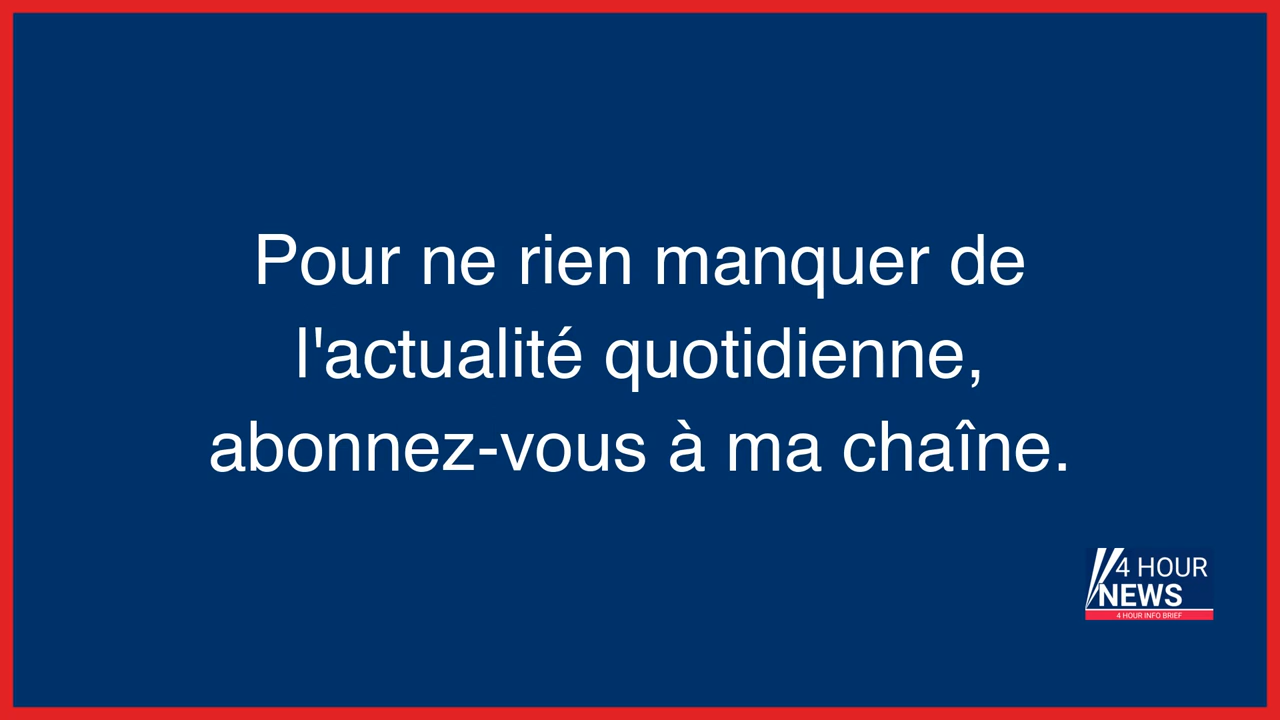 Pour ne rien manquer de
l'actualité quotidienne,
abonnez-vous à ma chaîne.
4 HOUR
NEWS
4 HOUR INFO BRIEF